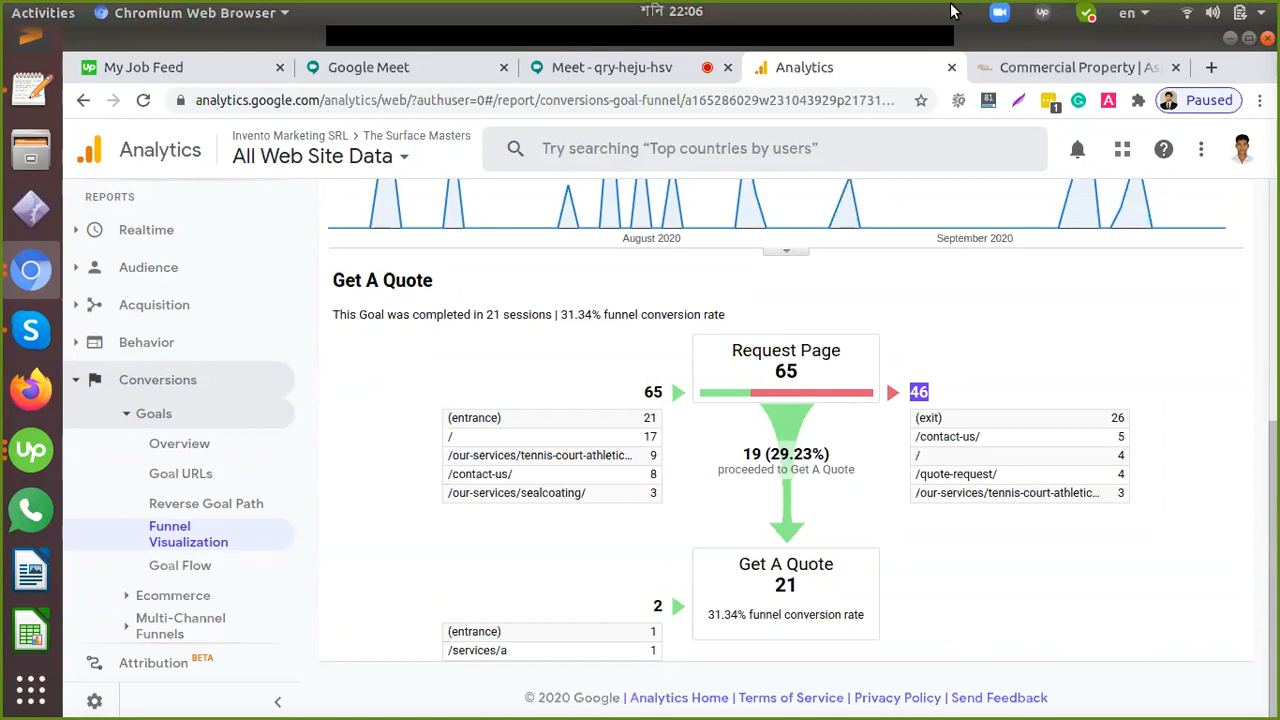 Activities Chromium Web Browser শনি 22:06 en
My Job Feed Google Meet Meet - qry-heju-hsv Analytics Commercial Property | As
analytics.google.com/analytics/web/?authuser=0#/report/conversions-goal-funnel/a165286029w231043929p21731... 81 1 A Paused
Analytics
Invento Marketing SRL > The Surface Masters
All Web Site Data
Try searching “Top countries by users”
REPORTS
Realtime
Audience
Acquisition
Behavior
Conversions
Goals
Overview
Goal URLs
Reverse Goal Path
Funnel
Visualization
Goal Flow
Ecommerce
Multi-Channel
Funnels
Attribution BETA
August 2020 September 2020
Get A Quote
This Goal was completed in 21 sessions | 31.34% funnel conversion rate
Request Page
65
65
(entrance) 21
/ 17
/our-services/tennis-court-athletic... 9
/contact-us/ 8
/our-services/sealcoating/ 3
46
(exit) 26
/contact-us/ 5
/ 4
/quote-request/ 4
/our-services/tennis-court-athletic... 3
19 (29.23%)
proceeded to Get A Quote
Get A Quote
21
31.34% funnel conversion rate
2
(entrance) 1
/services/a 1
© 2020 Google | Analytics Home | Terms of Service | Privacy Policy | Send Feedback